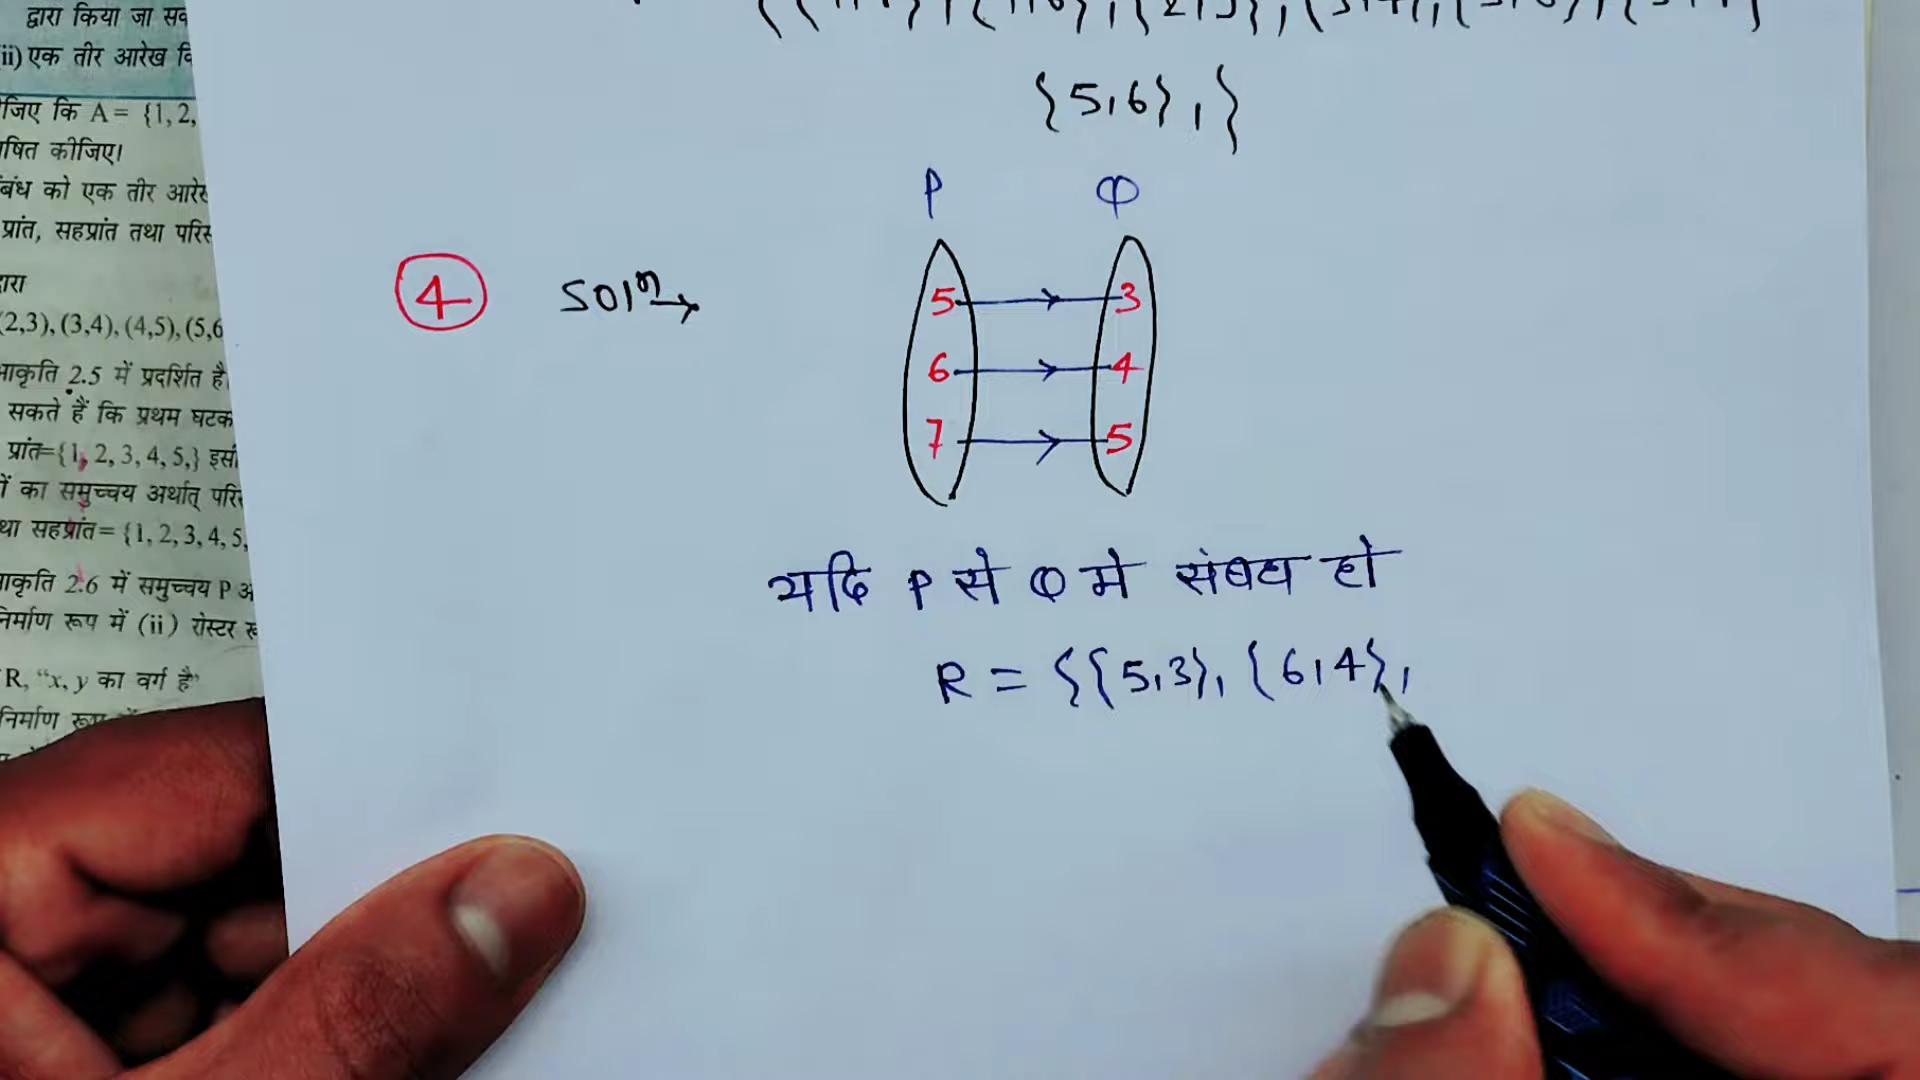 द्वारा किया जा सक
ii) एक तीर आरेख
जिए कि A = {1, 2,
षित कीजिए।
बंध को एक तीर आरे
प्रांत, सहप्रांत तथा परिस
द्वारा
(2,3), (3,4), (4,5), (5,6
आकृति 2.5 में प्रदर्शित है
सकते हैं कि प्रथम घटक
प्रांत={1, 2, 3, 4, 5,} इसी
का समुच्चय अर्थात् परि
था सहप्रांत= {1, 2, 3, 4, 5,
आकृति 2.6 में समुच्चय P अ
निर्माण रूप में (ii) रोस्टर
R, “x, y का वर्ग है”
निर्माण रूप
{5,6}, }
P Q
4 Solⁿ→
5 3
6 4
7 5
यदि P से Q मे संबध हो
R = {{5,3}, {6,4},